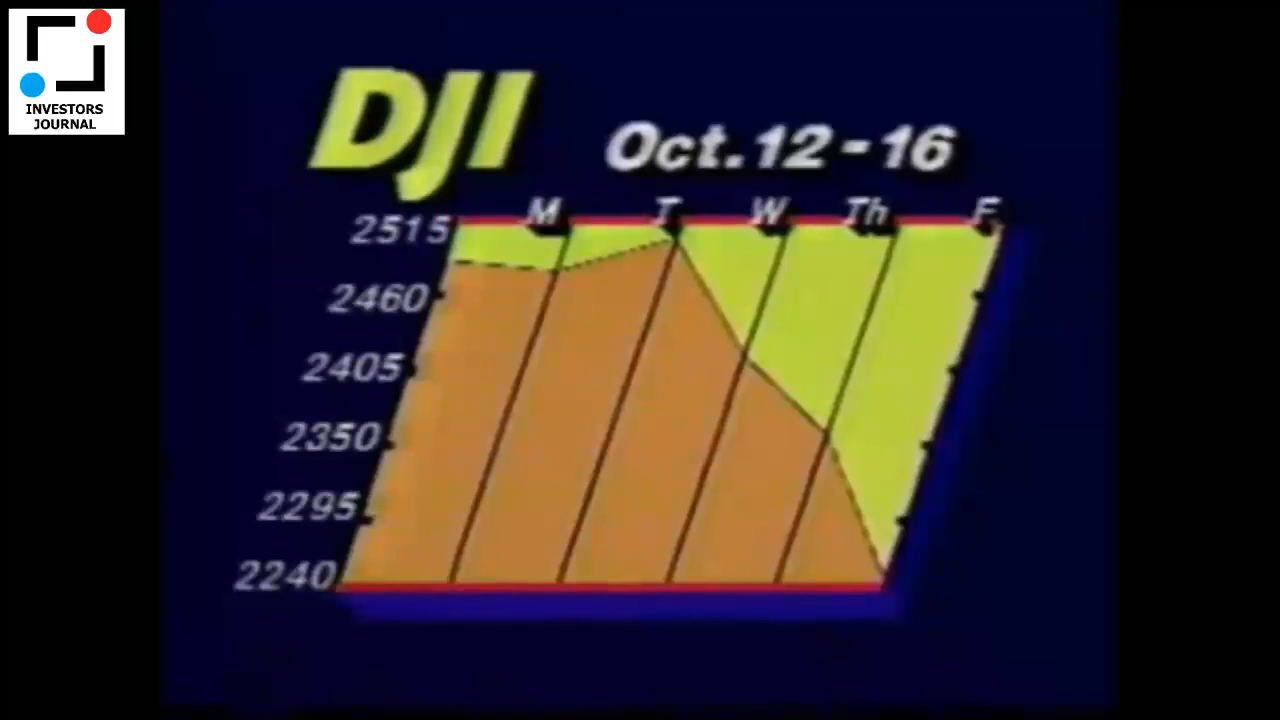 INVESTORS
JOURNAL
DJI Oct. 12-16
M T W Th F
2515
2460
2405
2350
2295
2240